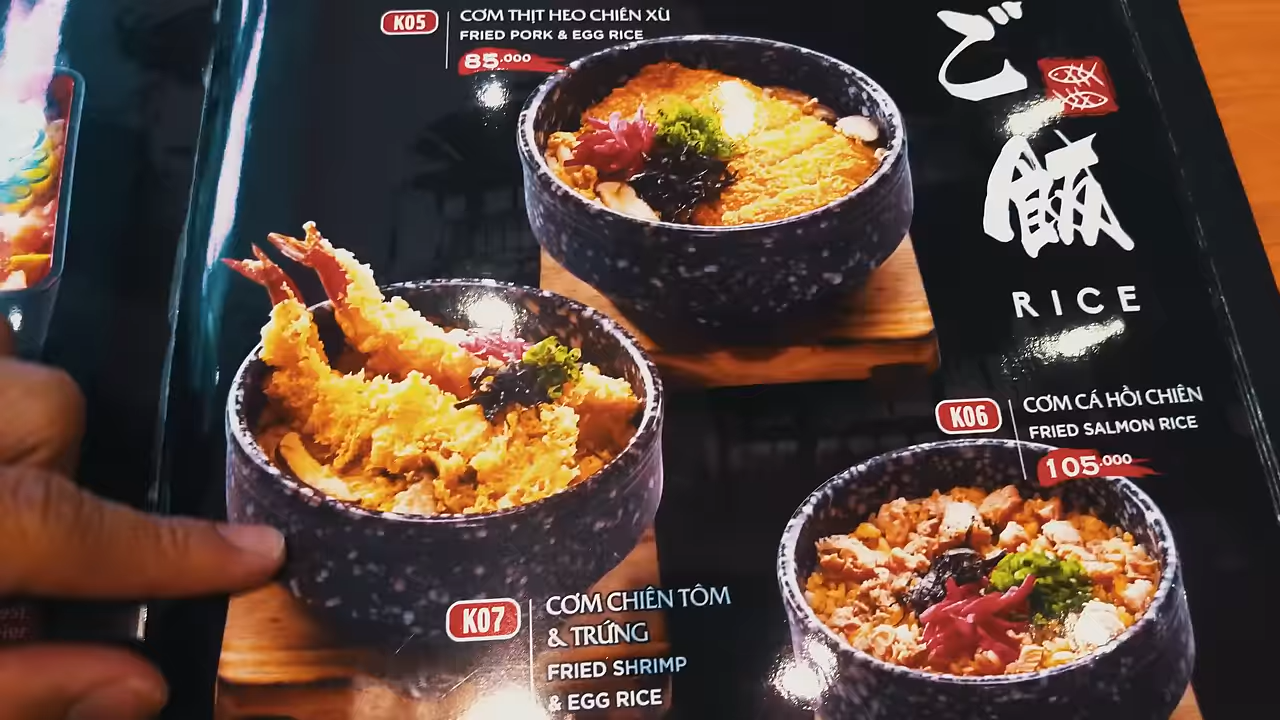 K05
CƠM THỊT HEO CHIÊN XÙ
FRIED PORK & EGG RICE
85.000
ご飯
RICE
K06
CƠM CÁ HỒI CHIÊN
FRIED SALMON RICE
105.000
K07
CƠM CHIÊN TÔM
& TRỨNG
FRIED SHRIMP
& EGG RICE